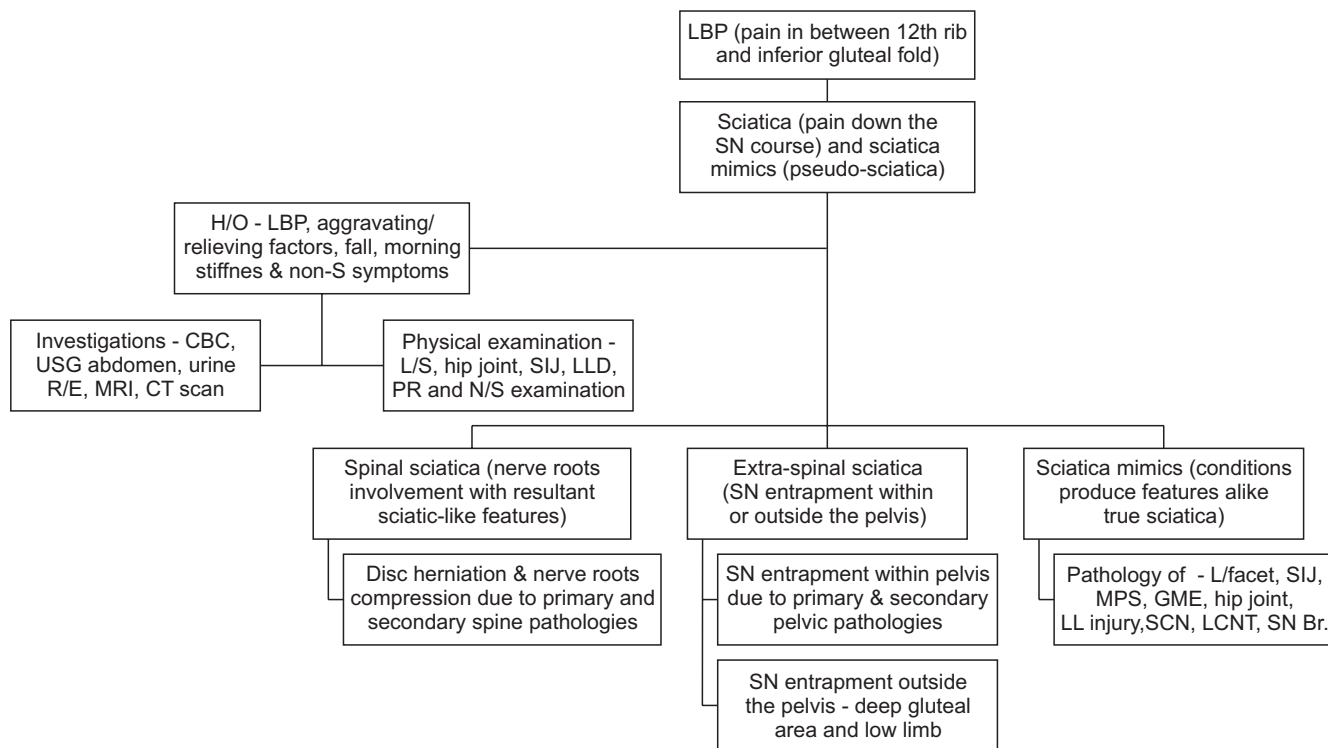 LBP (pain in between 12th rib
and inferior gluteal fold)
Sciatica (pain down the
SN course) and sciatica
mimics (pseudo-sciatica)
H/O - LBP, aggravating/
relieving factors, fall, morning
stiffnes & non-S symptoms
Investigations - CBC,
USG abdomen, urine
R/E, MRI, CT scan
Physical examination -
L/S, hip joint, SIJ, LLD,
PR and N/S examination
Spinal sciatica (nerve roots
involvement with resultant
sciatic-like features)
Disc herniation & nerve roots
compression due to primary and
secondary spine pathologies
Extra-spinal sciatica
(SN entrapment within
or outside the pelvis)
SN entrapment within pelvis
due to primary & secondary
pelvic pathologies
SN entrapment outside
the pelvis - deep gluteal
area and low limb
Sciatica mimics (conditions
produce features alike
true sciatica)
Pathology of  - L/facet, SIJ,
MPS, GME, hip joint,
LL injury,SCN, LCNT, SN Br.